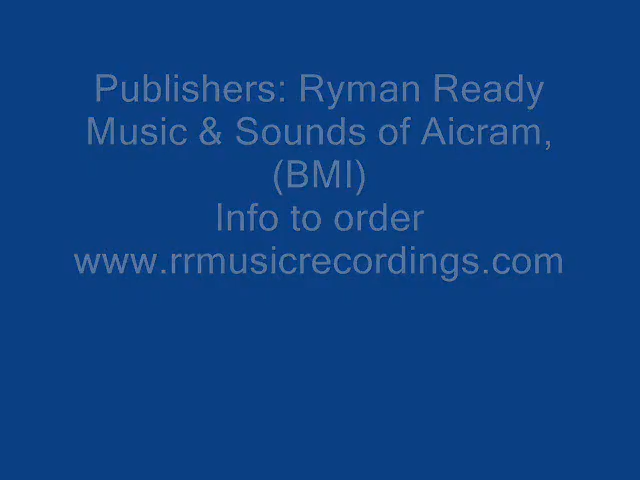 Publishers: Ryman Ready
Music & Sounds of Aicram,
(BMI)
Info to order
www.rrmusicrecordings.com